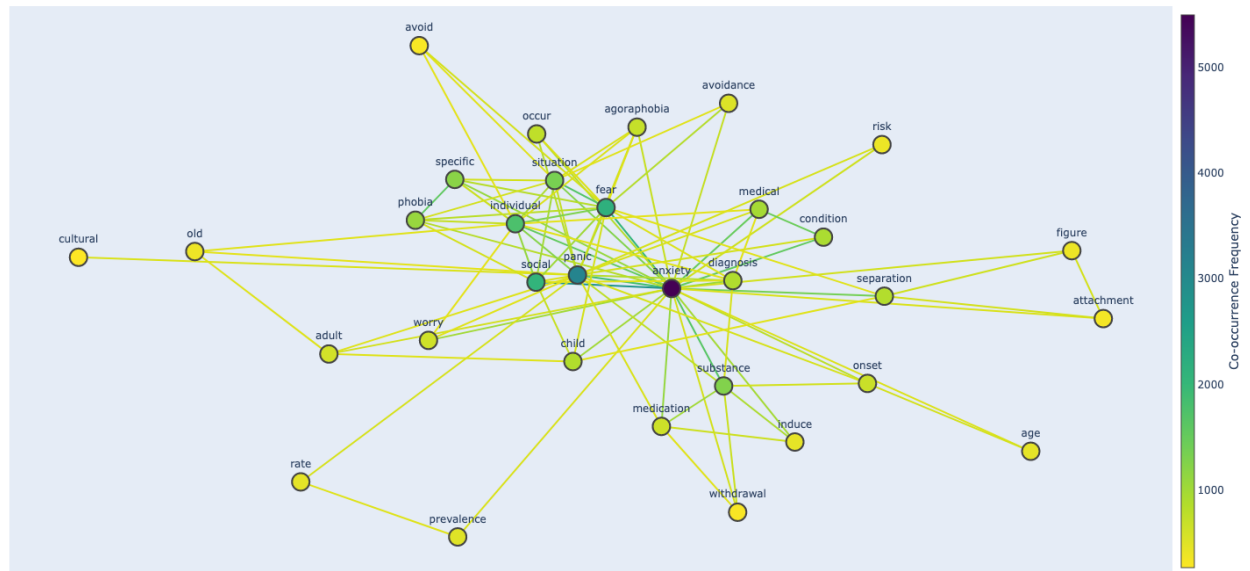 avoid
avoidance
agoraphobia
occur
risk
specific
situation
fear
medical
phobia
individual
condition
old
cultural
figure
social
panic
anxiety
diagnosis
separation
attachment
adult
worry
child
substance
onset
medication
induce
age
rate
withdrawal
prevalence
5000
4000
3000
2000
1000
Co-occurrence Frequency